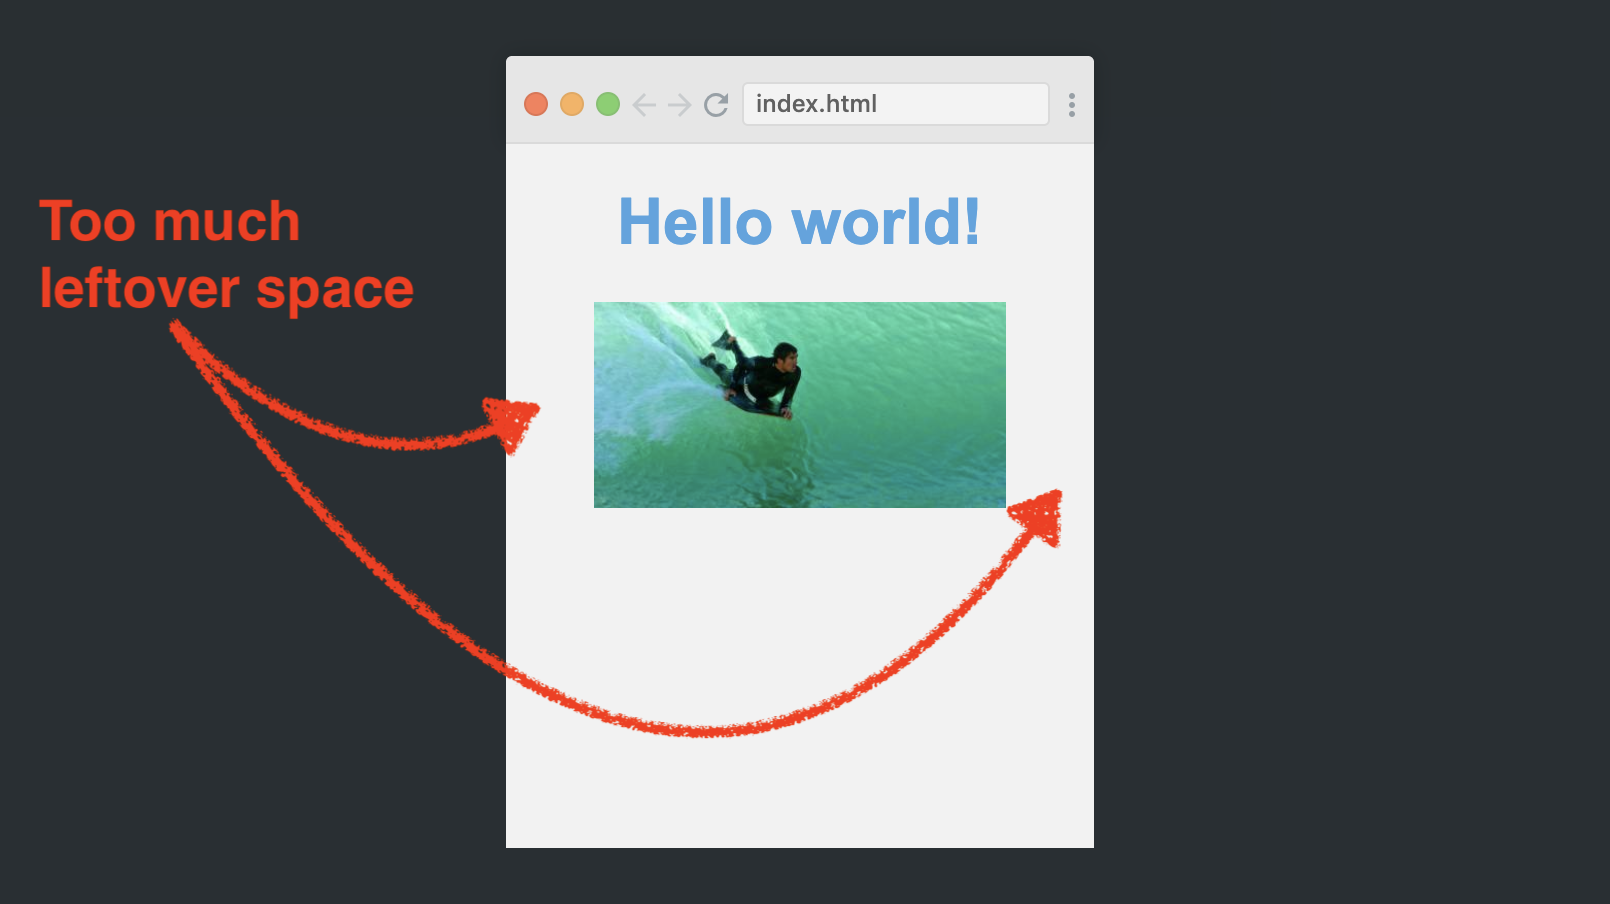 index.html
Too much
leftover space
Hello world!